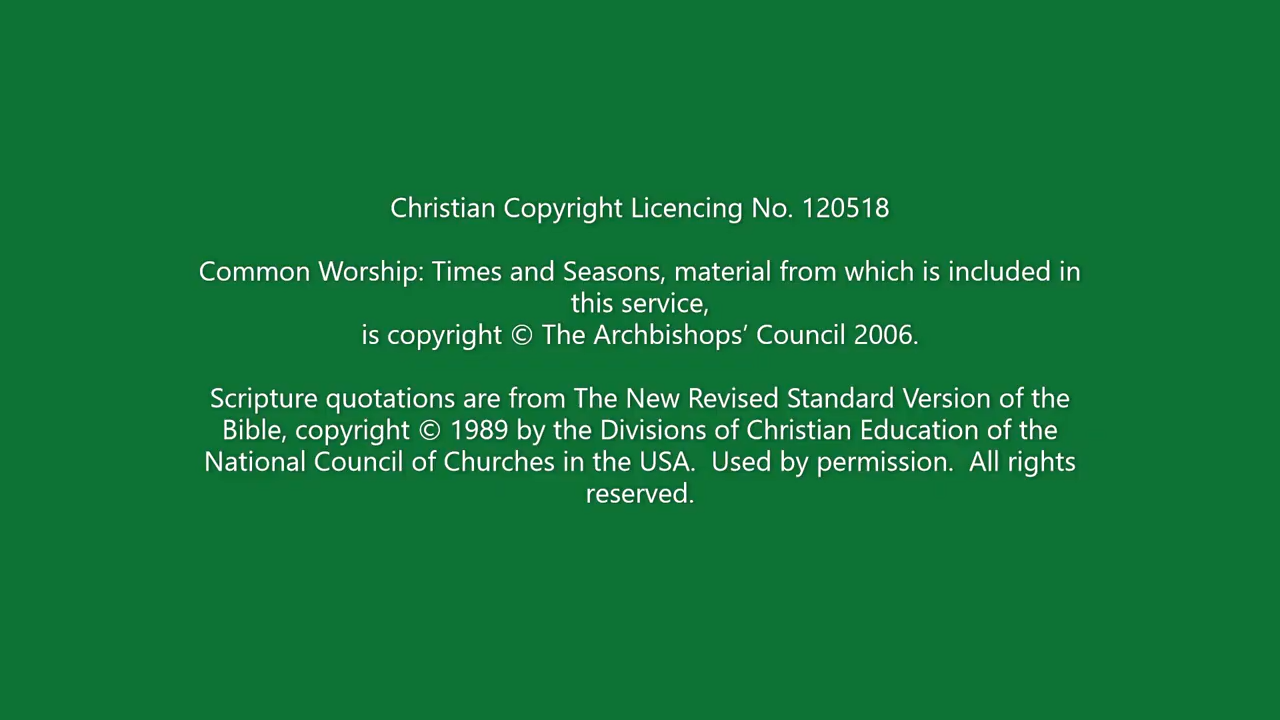 Christian Copyright Licencing No. 120518
Common Worship: Times and Seasons, material from which is included in
this service,
is copyright © The Archbishops’ Council 2006.
Scripture quotations are from The New Revised Standard Version of the
Bible, copyright © 1989 by the Divisions of Christian Education of the
National Council of Churches in the USA.  Used by permission.  All rights
reserved.